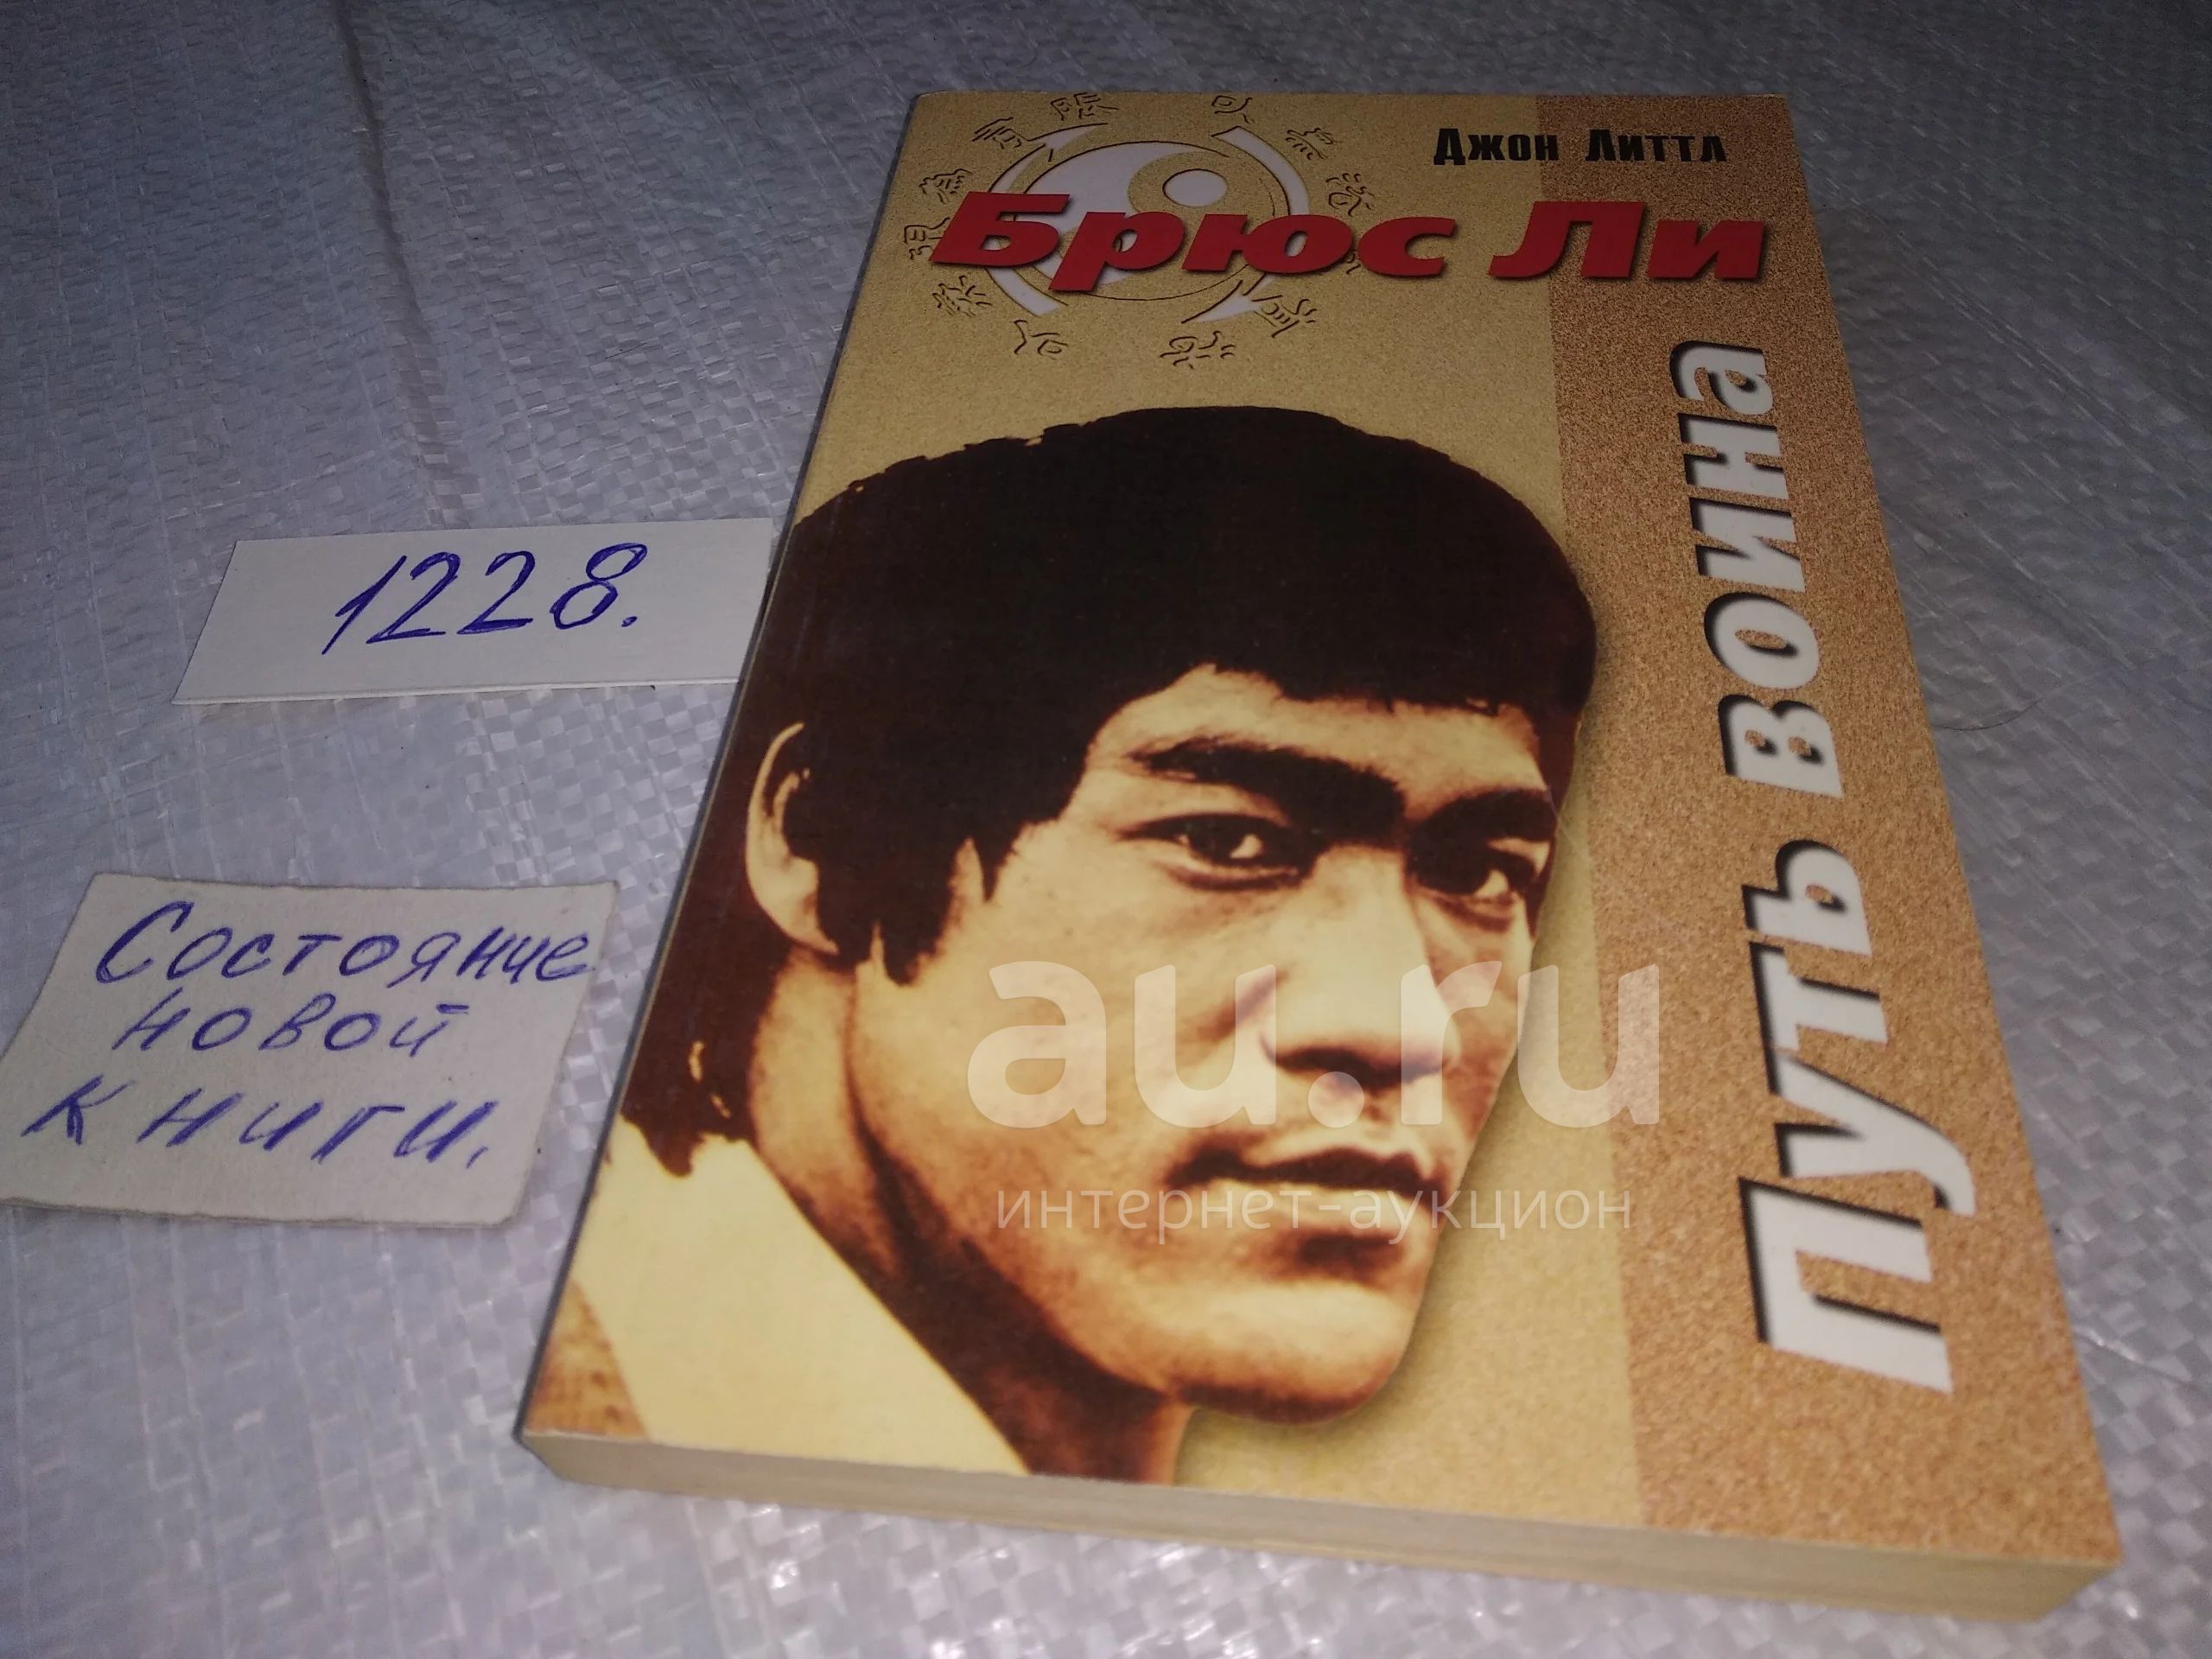 Джон Литтл
Брюс Ли
Путь воина
1228.
Состояние
новой
книги.
au.ru
интернет-аукцион